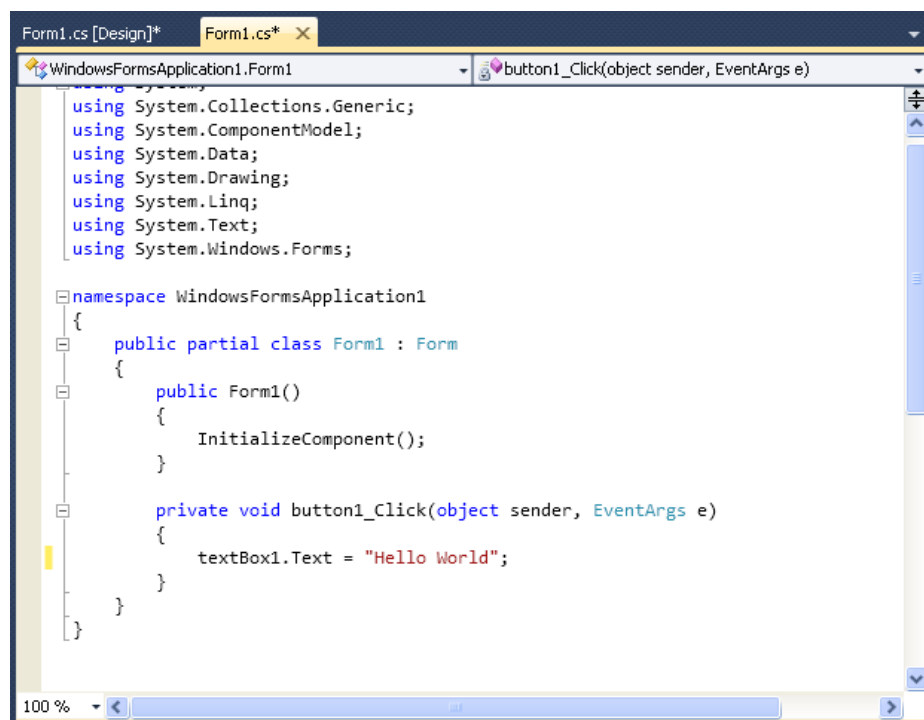 Form1.cs [Design]* Form1.cs*
WindowsFormsApplication1.Form1 button1_Click(object sender, EventArgs e)
using System;
using System.Collections.Generic;
using System.ComponentModel;
using System.Data;
using System.Drawing;
using System.Linq;
using System.Text;
using System.Windows.Forms;
namespace WindowsFormsApplication1
{
public partial class Form1 : Form
{
public Form1()
{
InitializeComponent();
}
private void button1_Click(object sender, EventArgs e)
{
textBox1.Text = "Hello World";
}
}
}
100 %